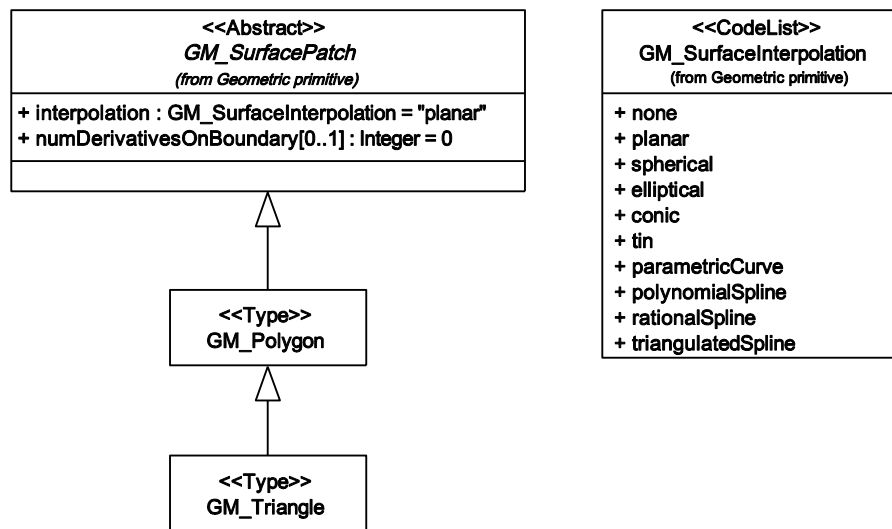 <<Abstract>>
GM_SurfacePatch
(from Geometric primitive)
+ interpolation : GM_SurfaceInterpolation = "planar"
+ numDerivativesOnBoundary[0..1] : Integer = 0
<<Type>>
GM_Polygon
<<Type>>
GM_Triangle
<<CodeList>>
GM_SurfaceInterpolation
(from Geometric primitive)
+ none
+ planar
+ spherical
+ elliptical
+ conic
+ tin
+ parametricCurve
+ polynomialSpline
+ rationalSpline
+ triangulatedSpline